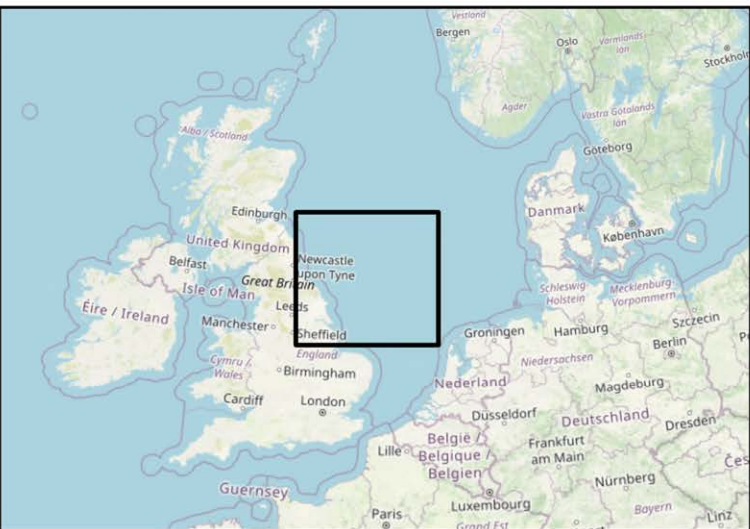 Vestland
Bergen
Oslo
Värmlands
län
Stockholm
Agder
Västra Götalands
län
Alba / Scotland
Göteborg
Edinburgh
Danmark
København
United Kingdom
Newcastle
upon Tyne
Belfast
Great Britain
Isle of Man
Schleswig-
Holstein
Mecklenburg-
Vorpommern
Éire / Ireland
Leeds
Manchester
Sheffield
Groningen
Hamburg
Szczecin
England
Berlin
Cymru /
Wales
Birmingham
Niedersachsen
Nederland
Magdeburg
Cardiff
London
Düsseldorf
Deutschland
Dresden
Lille
België /
Belgique /
Belgien
Frankfurt
am Main
Čes
Nürnberg
Guernsey
Luxembourg
Bayern
Paris
Grand Est
Linz